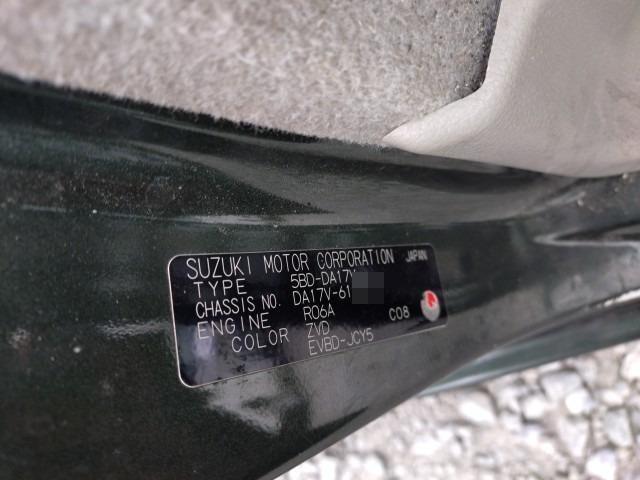 SUZUKI MOTOR CORPORATION JAPAN
TYPE 5BD-DA17V
CHASSIS NO. DA17V-61
ENGINE R06A C08
COLOR ZVD
EVBD-JCY5